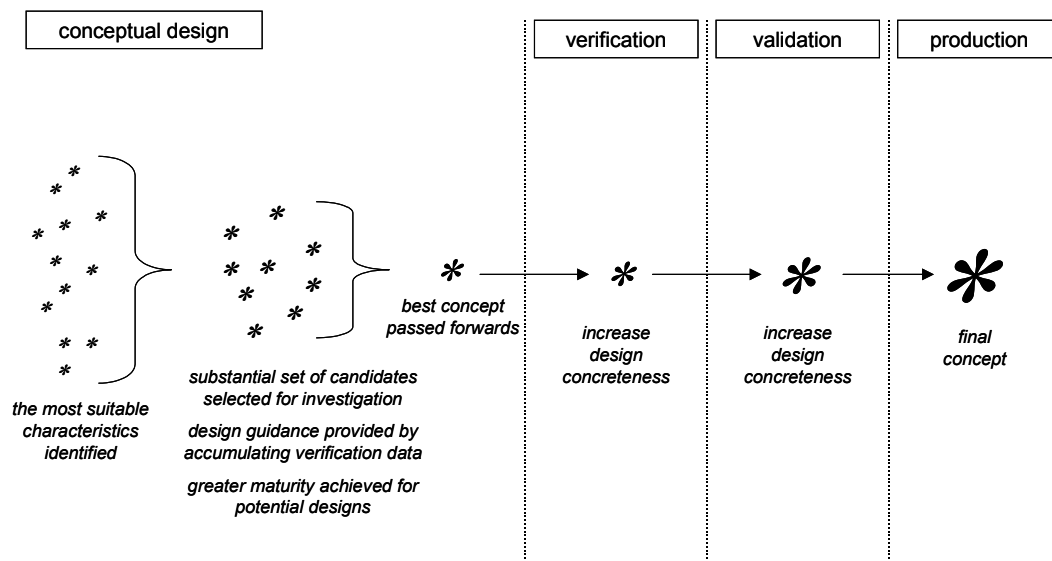 conceptual design
verification
validation
production
the most suitable
characteristics
identified
substantial set of candidates
selected for investigation
design guidance provided by
accumulating verification data
greater maturity achieved for
potential designs
best concept
passed forwards
increase
design
concreteness
increase
design
concreteness
final
concept